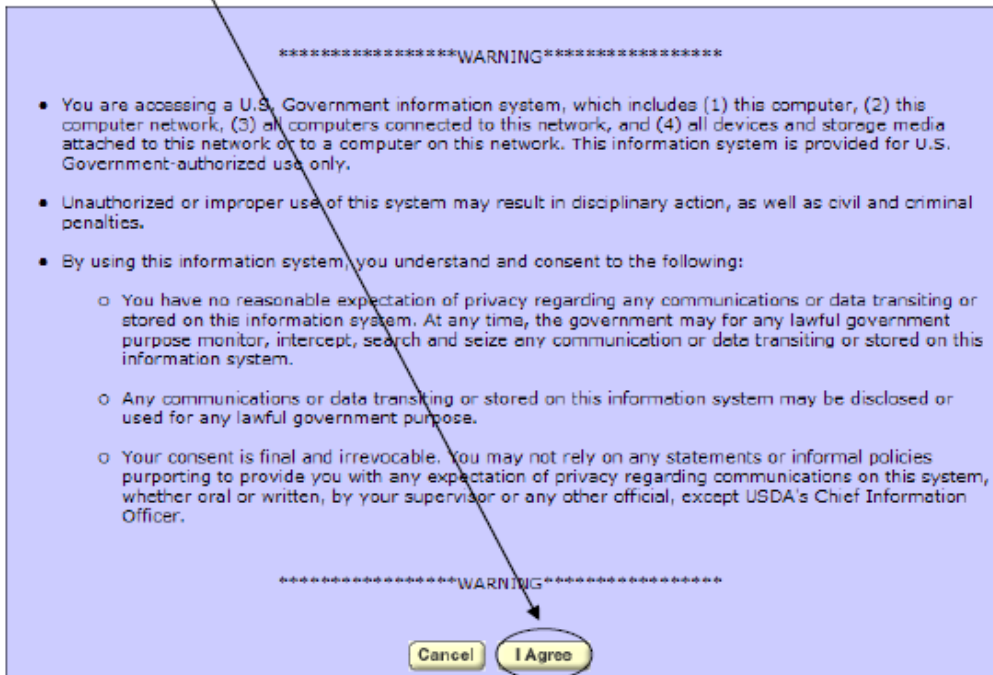 *****************WARNING*****************
• You are accessing a U.S. Government information system, which includes (1) this computer, (2) this
computer network, (3) all computers connected to this network, and (4) all devices and storage media
attached to this network or to a computer on this network. This information system is provided for U.S.
Government-authorized use only.
• Unauthorized or improper use of this system may result in disciplinary action, as well as civil and criminal
penalties.
• By using this information system, you understand and consent to the following:
o You have no reasonable expectation of privacy regarding any communications or data transiting or
stored on this information system. At any time, the government may for any lawful government
purpose monitor, intercept, search and seize any communication or data transiting or stored on this
information system.
o Any communications or data transiting or stored on this information system may be disclosed or
used for any lawful government purpose.
o Your consent is final and irrevocable. You may not rely on any statements or informal policies
purporting to provide you with any expectation of privacy regarding communications on this system,
whether oral or written, by your supervisor or any other official, except USDA's Chief Information
Officer.
*****************WARNING*****************
Cancel I Agree